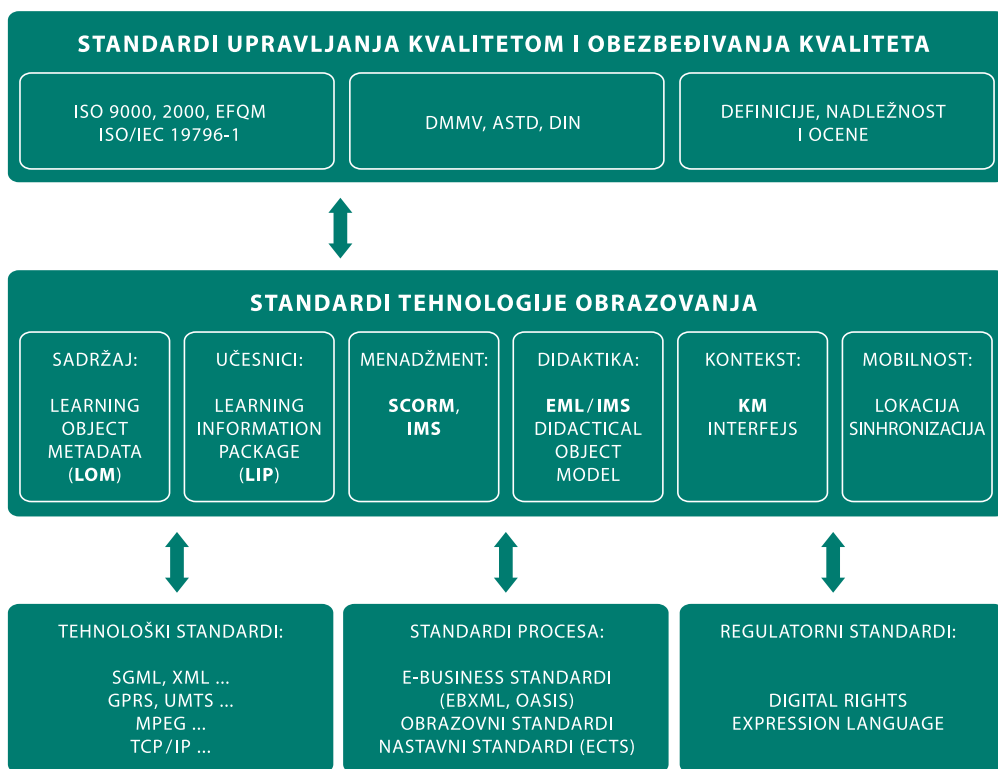 STANDARDI UPRAVLJANJA KVALITETOM I OBEZBEĐIVANJA KVALITETA
ISO 9000, 2000, EFQM
ISO/IEC 19796-1
DMMV, ASTD, DIN
DEFINICIJE, NADLEŽNOST
I OCENE
STANDARDI TEHNOLOGIJE OBRAZOVANJA
SADRŽAJ:
LEARNING
OBJECT
METADATA
(LOM)
UČESNICI:
LEARNING
INFORMATION
PACKAGE
(LIP)
MENADŽMENT:
SCORM,
IMS
DIDAKTIKA:
EML/IMS
DIDACTICAL
OBJECT
MODEL
KONTEKST:
KM
INTERFEJS
MOBILNOST:
LOKACIJA
SINHRONIZACIJA
TEHNOLOŠKI STANDARDI:
SGML, XML ...
GPRS, UMTS ...
MPEG ...
TCP/IP ...
STANDARDI PROCESA:
E-BUSINESS STANDARDI
(EBXML, OASIS)
OBRAZOVNI STANDARDI
NASTAVNI STANDARDI (ECTS)
REGULATORNI STANDARDI:
DIGITAL RIGHTS
EXPRESSION LANGUAGE